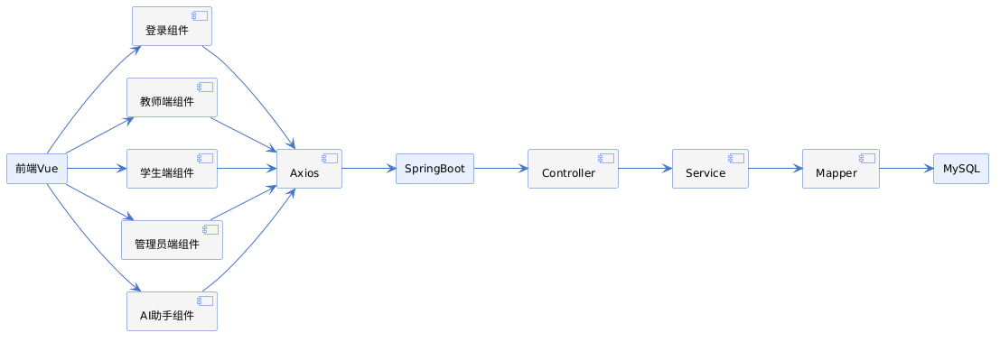 登录组件
教师端组件
前端Vue
学生端组件
Axios
SpringBoot
Controller
Service
Mapper
MySQL
管理员端组件
AI助手组件